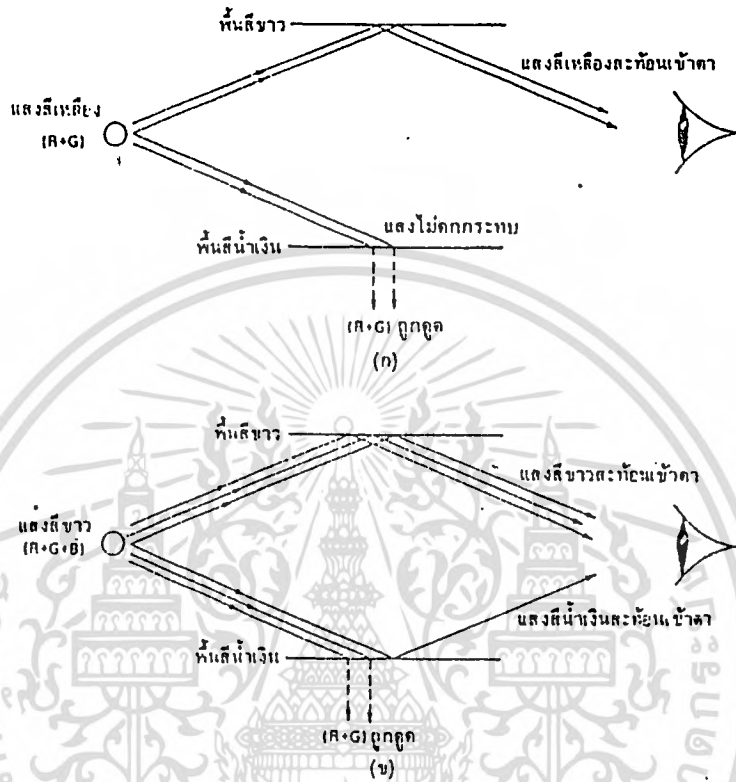 พื้นสีขาว
แสงสีเหลืองสะท้อนเข้าตา
แสงสีเหลือง
(R+G)
แสงไม่ตกกระทบ
พื้นสีน้ำเงิน
(R+G) ถูกดูด
(ก)
พื้นสีขาว
แสงสีขาวสะท้อนเข้าตา
แสงสีขาว
(R+G+B)
แสงสีน้ำเงินสะท้อนเข้าตา
พื้นสีน้ำเงิน
(R+G) ถูกดูด
(ข)